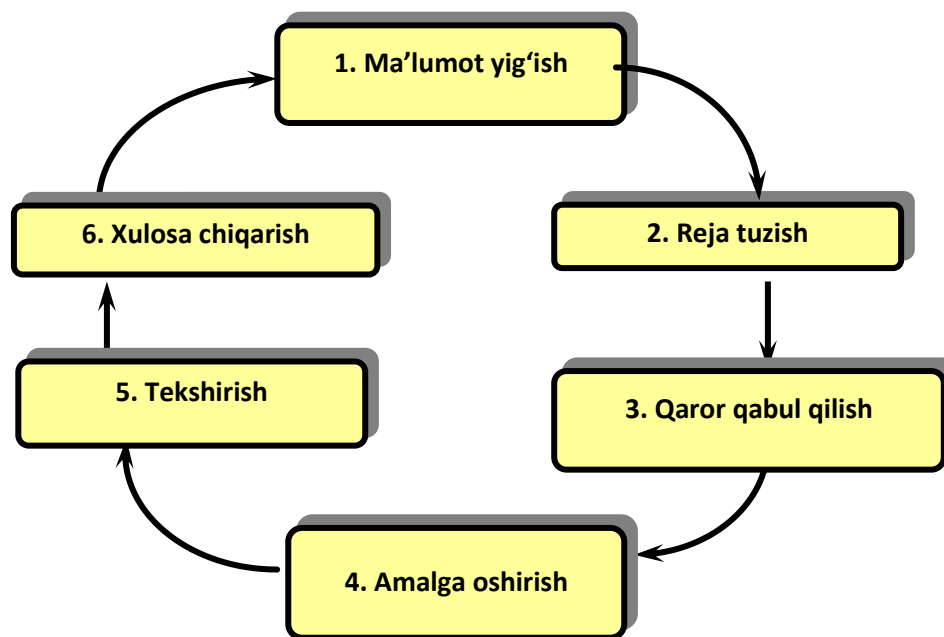 1. Ma’lumot yig‘ish
2. Reja tuzish
3. Qaror qabul qilish
4. Amalga oshirish
5. Tekshirish
6. Xulosa chiqarish